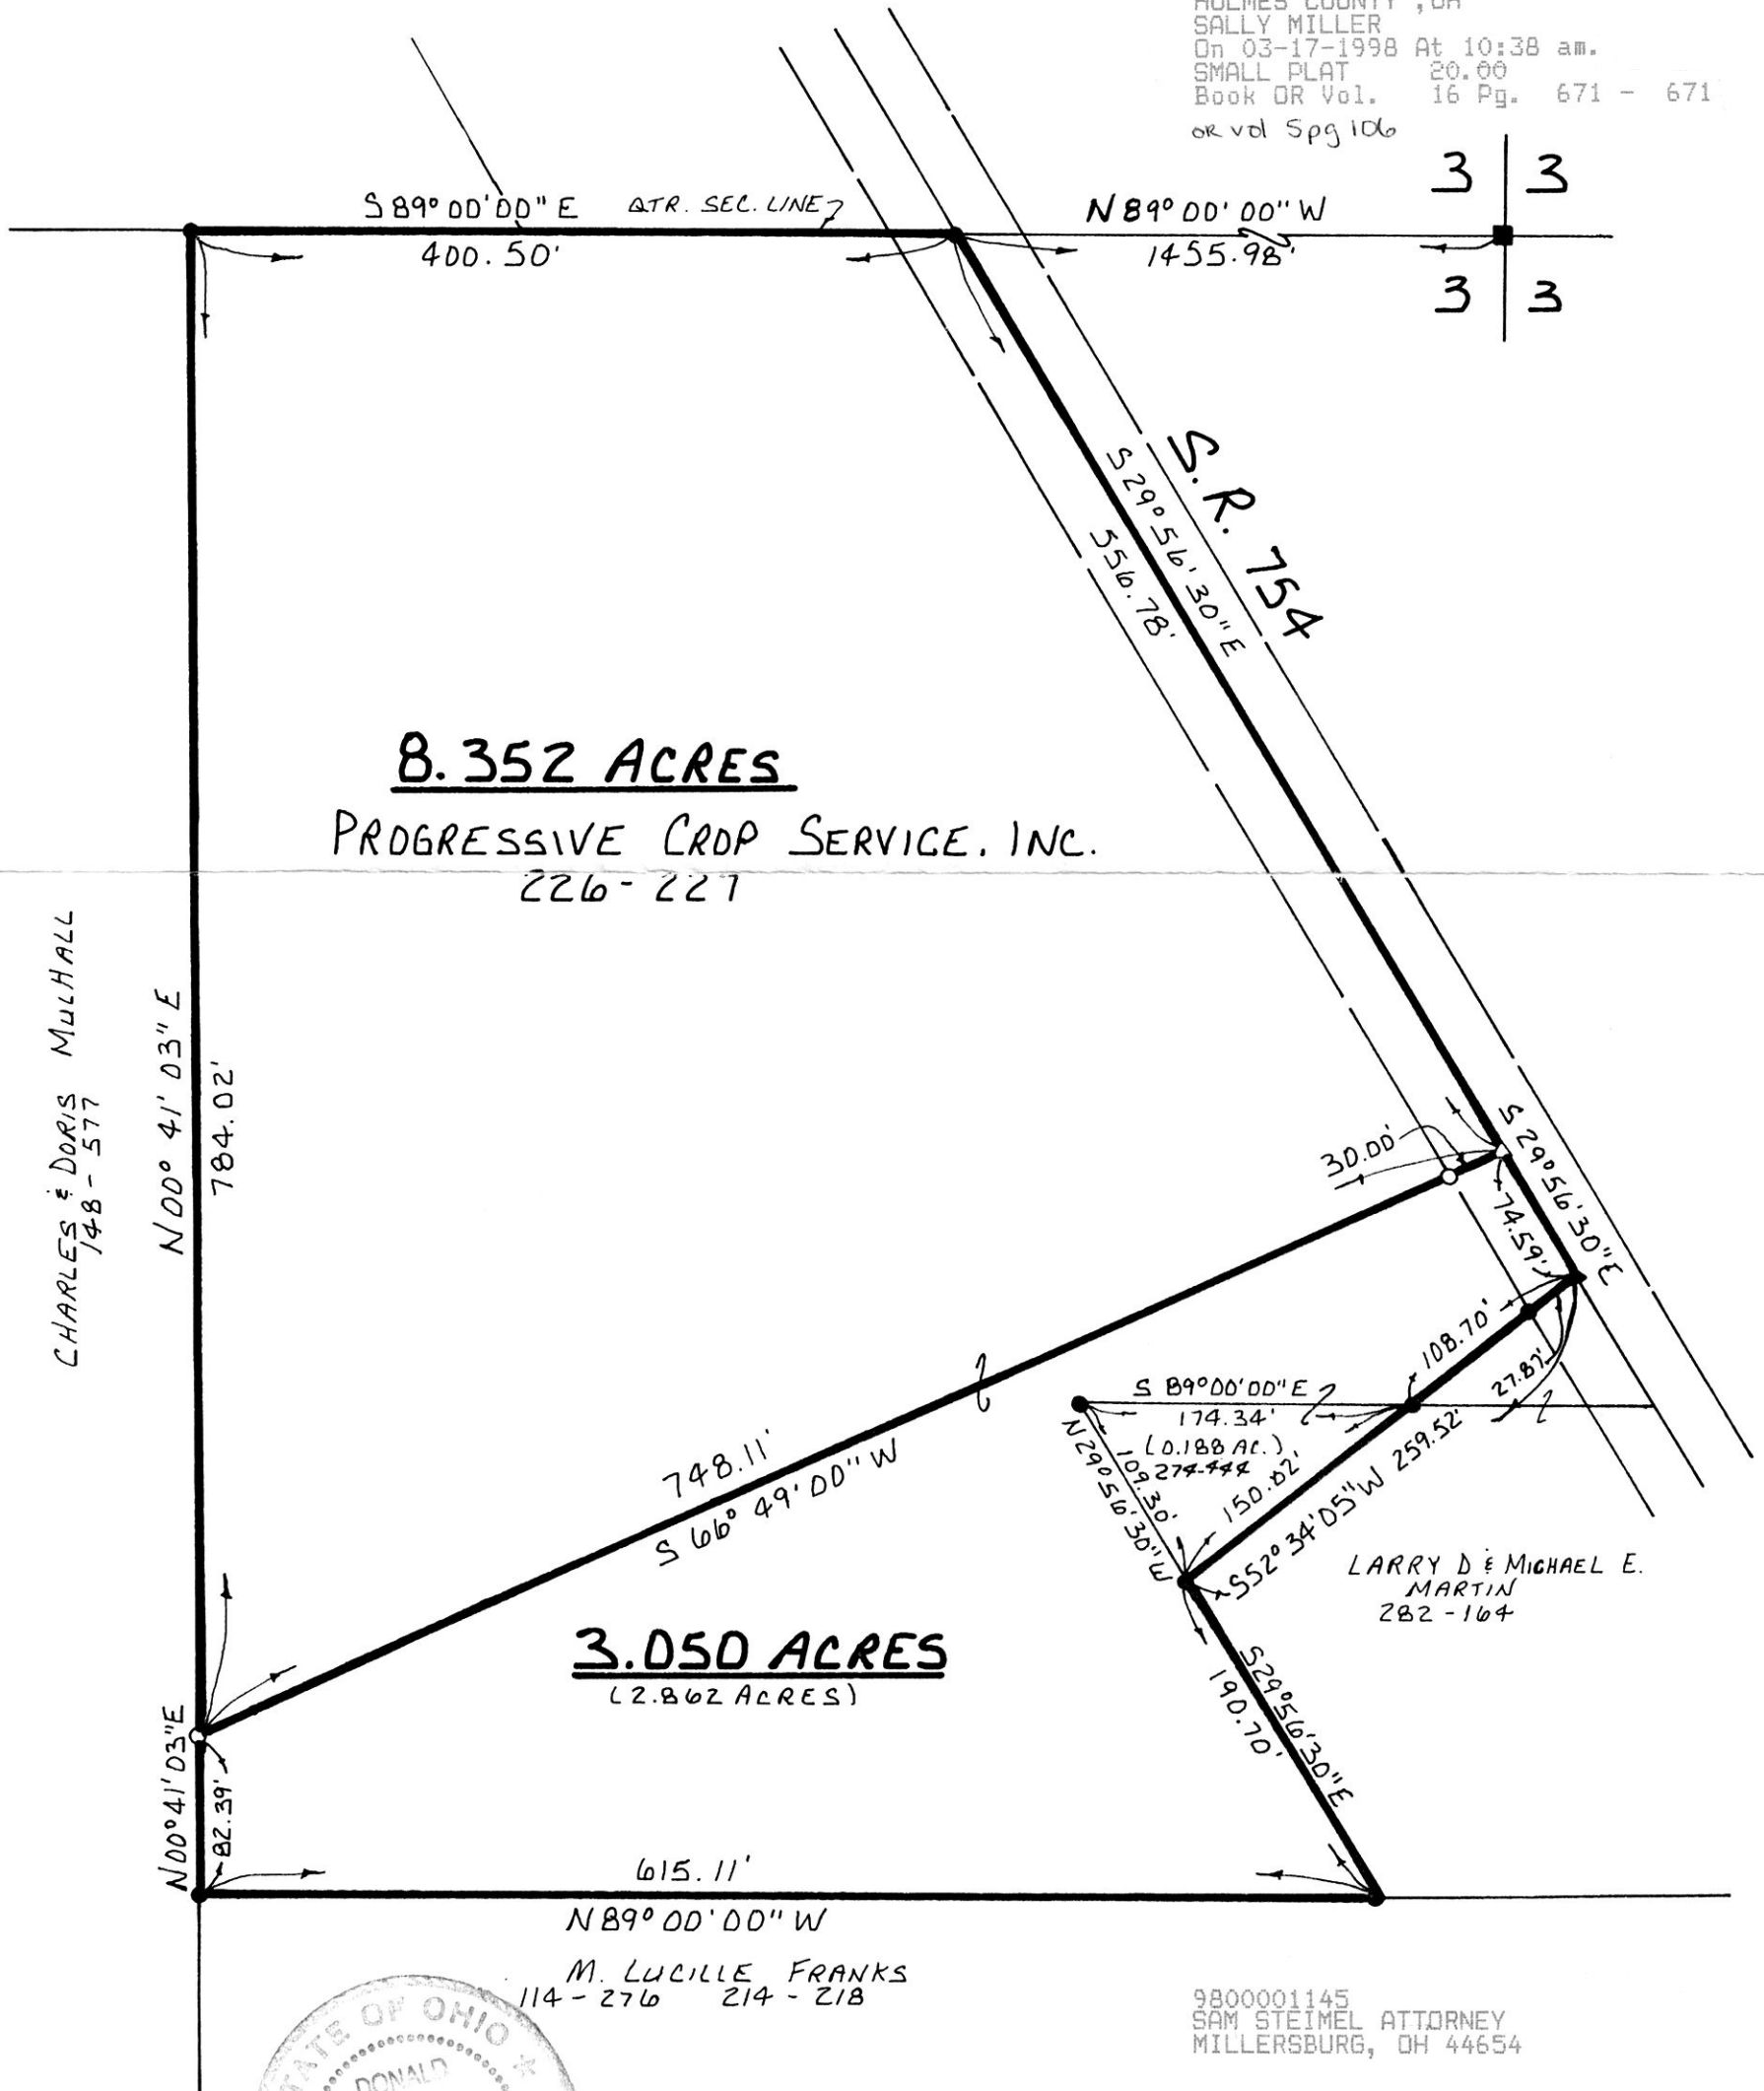 HOLMES COUNTY ,OH
SALLY MILLER
On 03-17-1998 At 10:38 am.
SMALL PLAT 20.00
Book OR Vol. 16 Pg. 671 - 671
OR vol 5pg 106
3 3
3 3
S 89° 00' 00" E
QTR. SEC. LINE
400.50'
N 89° 00' 00" W
1455.98'
S.R. 754
S 29° 56' 30" E
556.78'
8.352 ACRES
PROGRESSIVE CROP SERVICE. INC.
226 - 227
CHARLES & DORIS MULHALL
148 - 577
N 00° 41' 03" E
784.02'
30.00'
S 29° 56' 30" E
74.59'
108.70'
27.87'
S 89° 00' 00" E
174.34'
(0.188 AC.)
274-444
N 29° 56' 30" E
109.30'
150.02'
S52° 34' 05" W 259.52'
748.11'
S 66° 49' 00" W
LARRY D & MICHAEL E.
MARTIN
282 - 164
3.050 ACRES
(2.862 ACRES)
S29° 56' 30" E
190.70'
N00° 41' 03" E
82.39'
615.11'
N 89° 00' 00" W
M. LUCILLE FRANKS
114 - 276 214 - 218
STATE OF OHIO
DONALD
9800001145
SAM STEIMEL ATTORNEY
MILLERSBURG, OH 44654